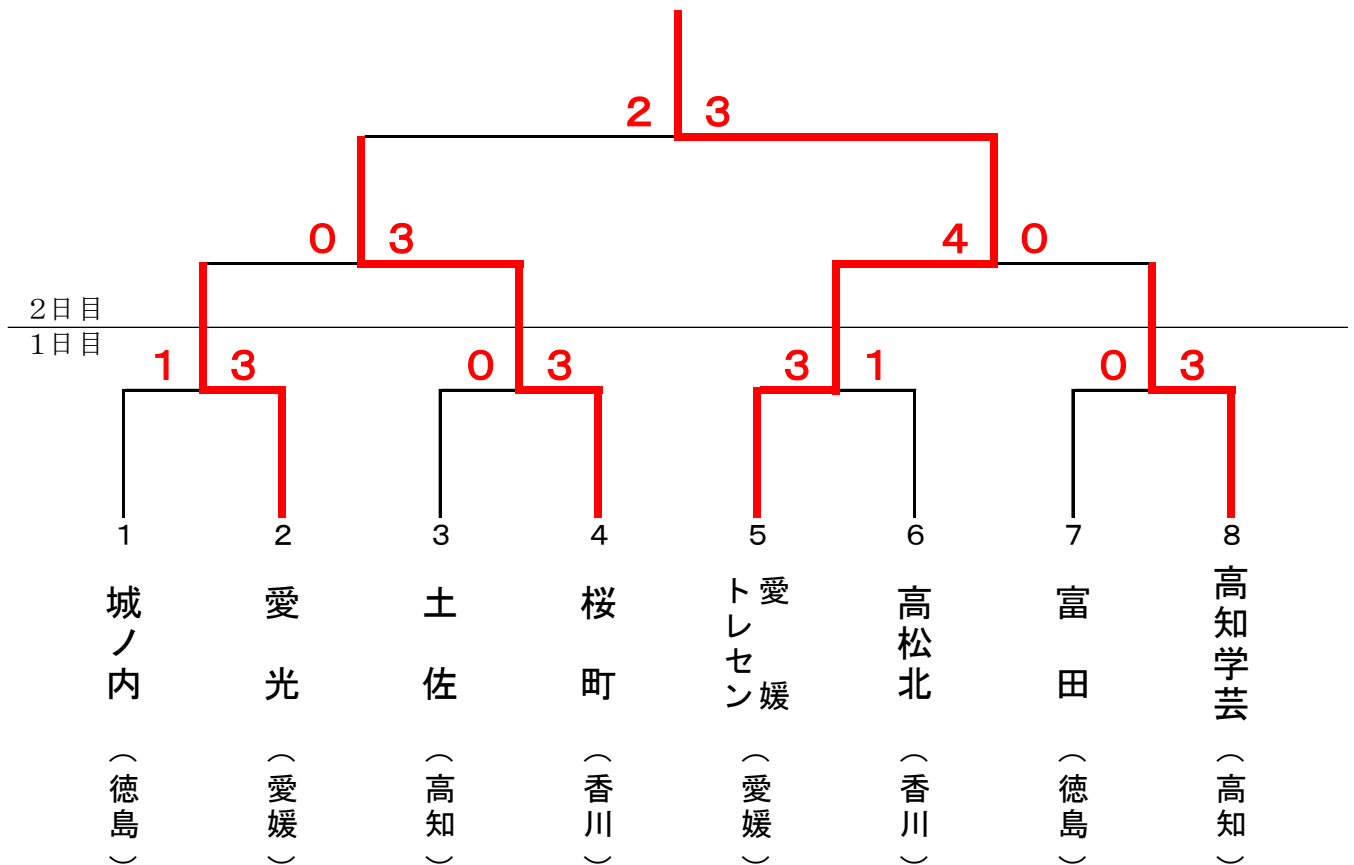 2 3
0 3
4 0
2日目
1日目
1 3
0 3
3 1
0 3
1
2
3
4
5
6
7
8
城ノ内
愛光
土佐
桜町
愛媛
トレセン
高松北
富田
高知学芸
（徳島）
（愛媛）
（高知）
（香川）
（愛媛）
（香川）
（徳島）
（高知）